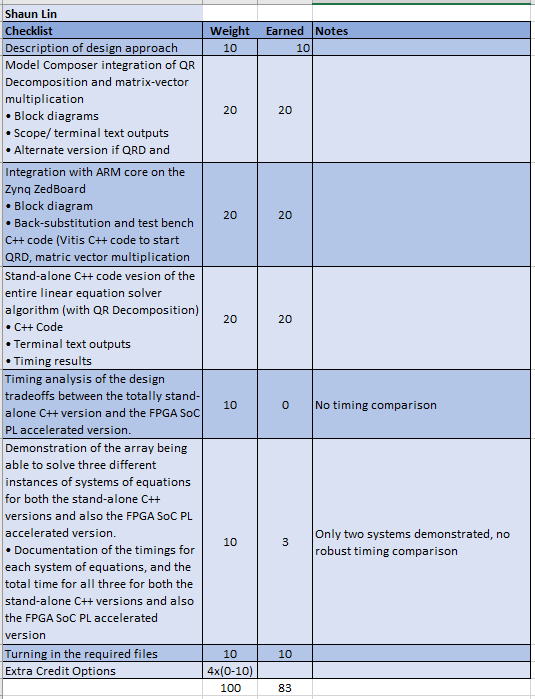 Shaun Lin
Checklist Weight Earned Notes
Description of design approach 10 10
Model Composer integration of QR
Decomposition and matrix-vector
multiplication
• Block diagrams
• Scope/ terminal text outputs
• Alternate version if QRD and
20 20
Integration with ARM core on the
Zynq ZedBoard
• Block diagram
• Back-substitution and test bench
C++ code (Vitis C++ code to start
QRD, matric vector multiplication
20 20
Stand-alone C++ code vesion of the
entire linear equation solver
algorithm (with QR Decomposition)
• C++ Code
• Terminal text outputs
• Timing results
20 20
Timing analysis of the design
tradeoffs between the totally stand-
alone C++ version and the FPGA SoC
PL accelerated version.
10 0 No timing comparison
Demonstration of the array being
able to solve three different
instances of systems of equations
for both the stand-alone C++
versions and also the FPGA SoC PL
accelerated version.
• Documentation of the timings for
each system of equations, and the
total time for all three for both the
stand-alone C++ versions and also
the FPGA SoC PL accelerated
version
10 3 Only two systems demonstrated, no
robust timing comparison
Turning in the required files 10 10
Extra Credit Options 4x(0-10)
100 83